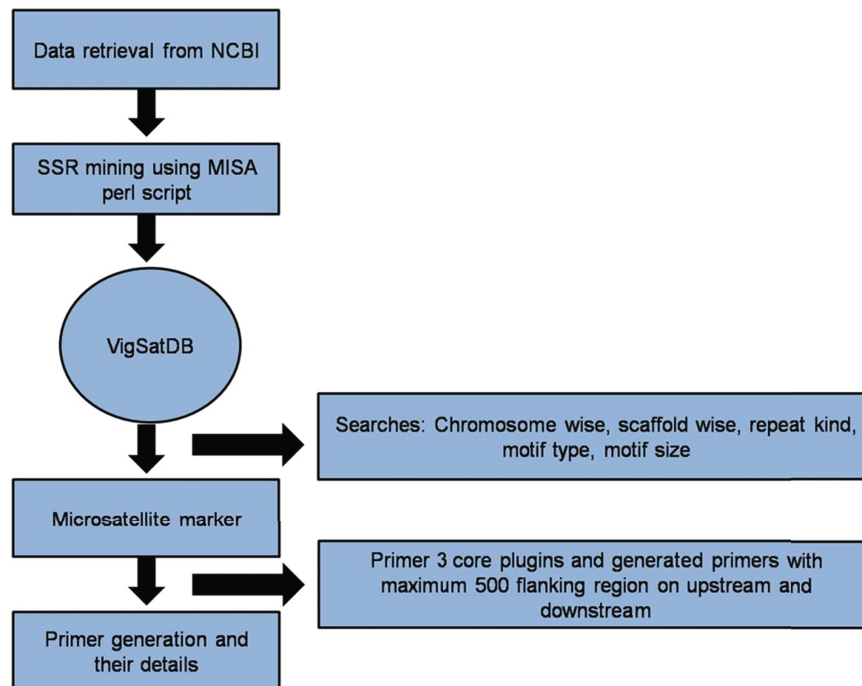 Data retrieval from NCBI
SSR mining using MISA
perl script
VigSatDB
Searches: Chromosome wise, scaffold wise, repeat kind,
motif type, motif size
Microsatellite marker
Primer 3 core plugins and generated primers with
maximum 500 flanking region on upstream and
downstream
Primer generation and
their details